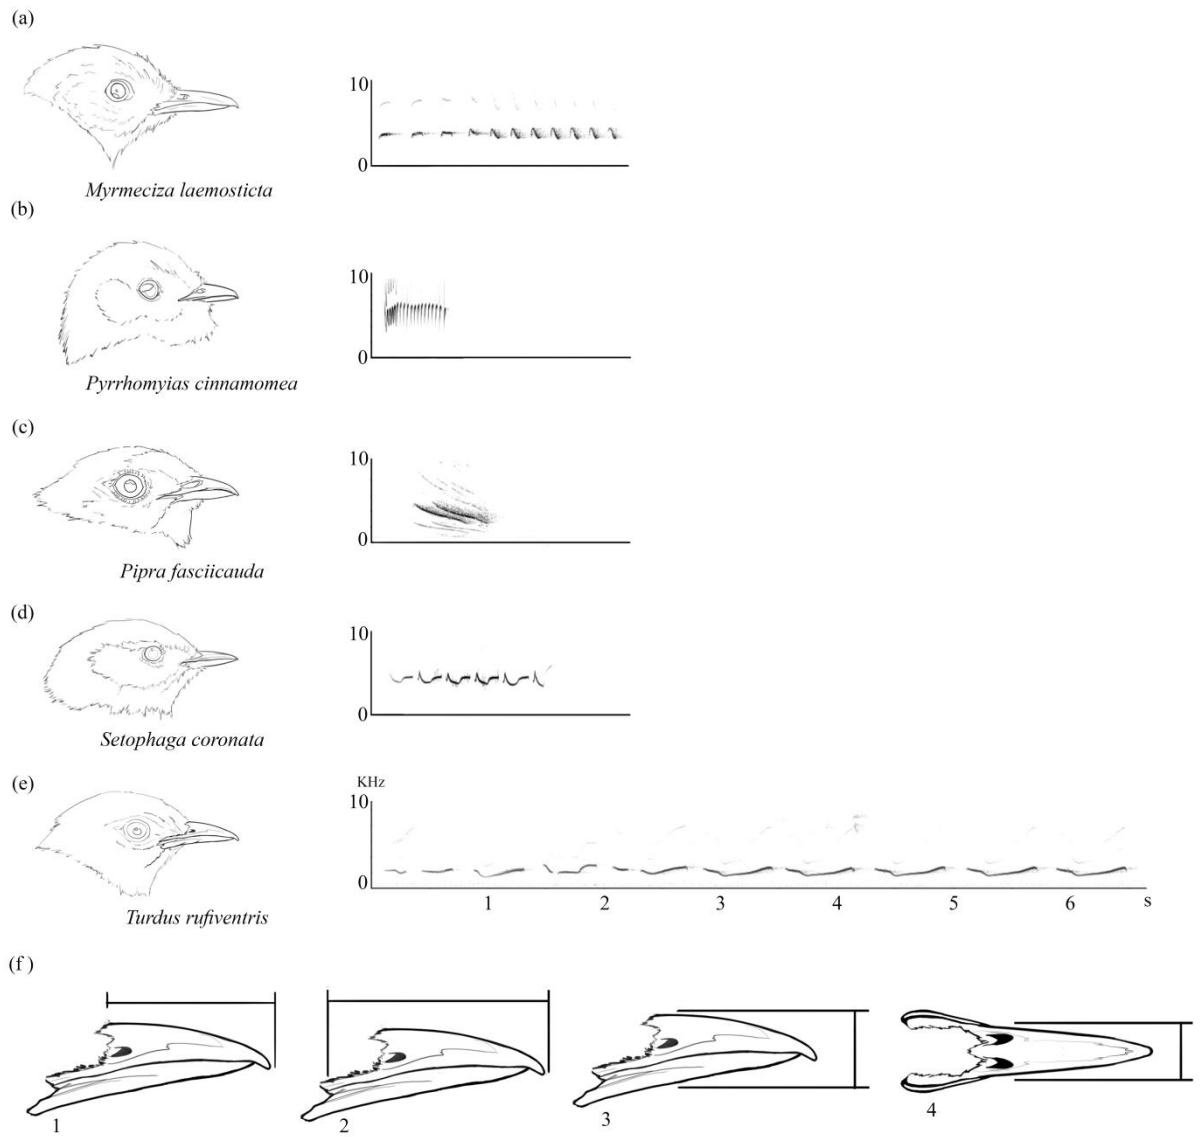 (a)
10
0
Myrmeciza laemosticta
(b)
10
0
Pyrrhomyias cinnamomea
(c)
10
0
Pipra fasciicauda
(d)
10
0
Setophaga coronata
(e)
KHz
10
0
1 2 3 4 5 6 s
Turdus rufiventris
(f)
1 2 3 4